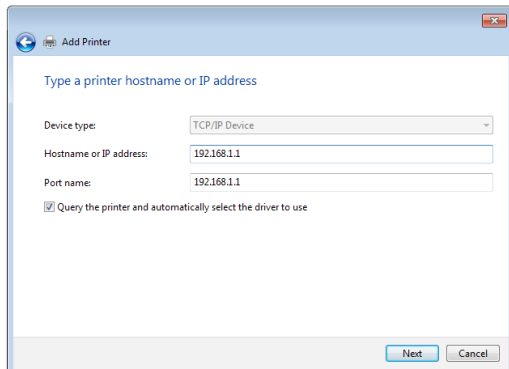 Add Printer
Type a printer hostname or IP address
Device type: TCP/IP Device
Hostname or IP address: 192.168.1.1
Port name: 192.168.1.1
Query the printer and automatically select the driver to use
Next Cancel